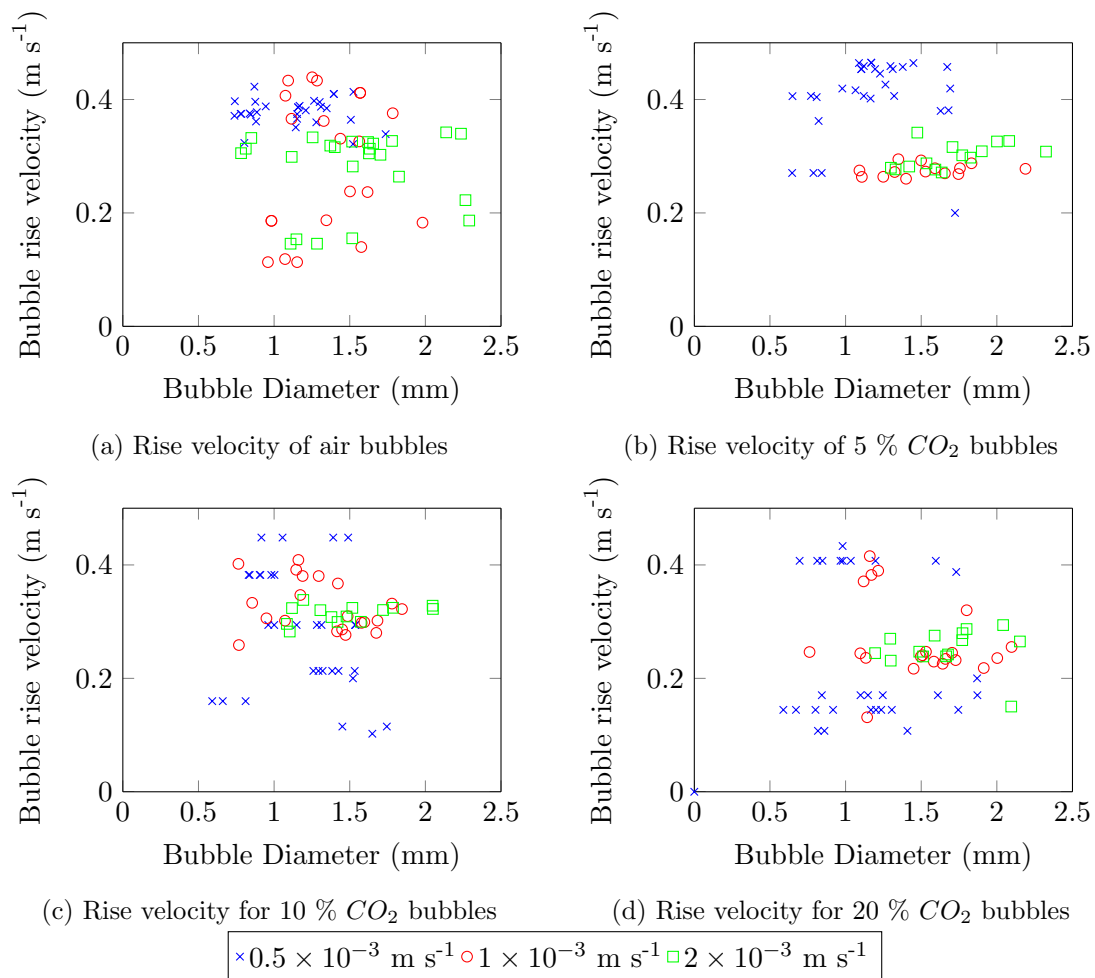 Bubble rise velocity (m s-1)
0
0.2
0.4
0 0.5 1 1.5 2 2.5
Bubble Diameter (mm)
(a) Rise velocity of air bubbles
Bubble rise velocity (m s-1)
0
0.2
0.4
0 0.5 1 1.5 2 2.5
Bubble Diameter (mm)
(b) Rise velocity of 5 % CO2 bubbles
Bubble rise velocity (m s-1)
0
0.2
0.4
0 0.5 1 1.5 2 2.5
Bubble Diameter (mm)
(c) Rise velocity for 10 % CO2 bubbles
Bubble rise velocity (m s-1)
0
0.2
0.4
0 0.5 1 1.5 2 2.5
Bubble Diameter (mm)
(d) Rise velocity for 20 % CO2 bubbles
0.5 × 10⁻³ m s-1 1 × 10⁻³ m s-1 2 × 10⁻³ m s-1